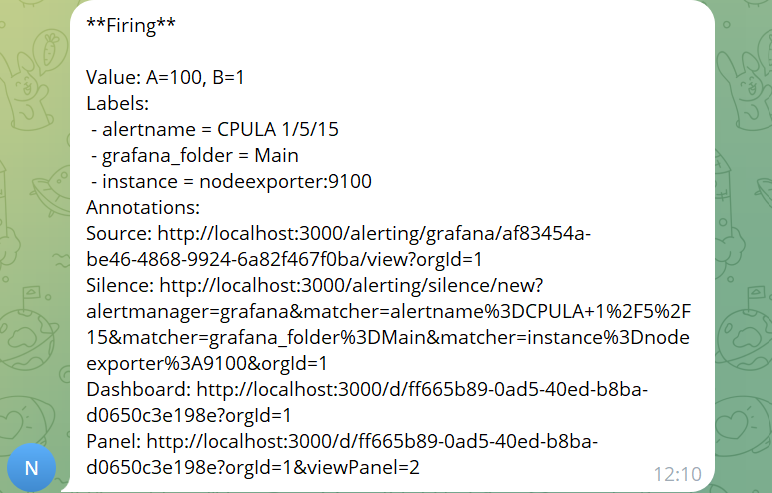 **Firing**
Value: A=100, B=1
Labels:
- alertname = CPULA 1/5/15
- grafana_folder = Main
- instance = nodeexporter:9100
Annotations:
Source: http://localhost:3000/alerting/grafana/af83454a-
be46-4868-9924-6a82f467f0ba/view?orgId=1
Silence: http://localhost:3000/alerting/silence/new?
alertmanager=grafana&matcher=alertname%3DCPULA+1%2F5%2F
15&matcher=grafana_folder%3DMain&matcher=instance%3Dnode
exporter%3A9100&orgId=1
Dashboard: http://localhost:3000/d/ff665b89-0ad5-40ed-b8ba-
d0650c3e198e?orgId=1
Panel: http://localhost:3000/d/ff665b89-0ad5-40ed-b8ba-
d0650c3e198e?orgId=1&viewPanel=2
N
12:10